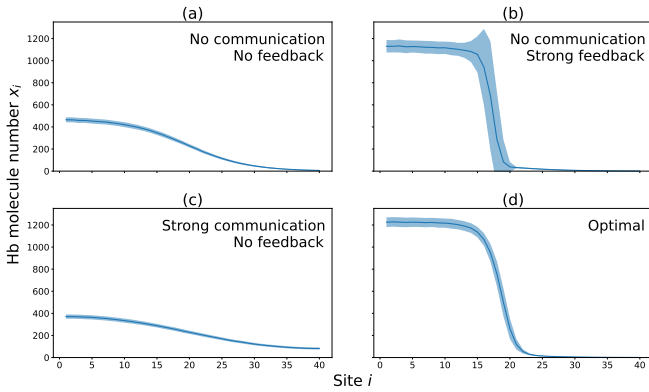 (a)
No communication
No feedback
1200
1000
800
600
400
200
0
(b)
No communication
Strong feedback
Hb molecule number xᵢ
(c)
Strong communication
No feedback
1200
1000
800
600
400
200
0
0 5 10 15 20 25 30 35 40
(d)
Optimal
0 5 10 15 20 25 30 35 40
Site i